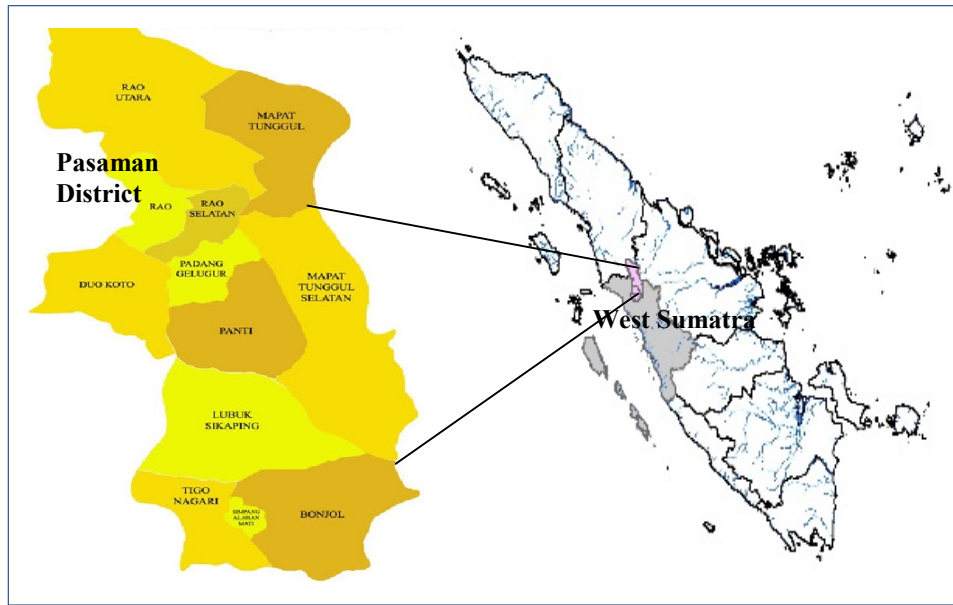 RAO
UTARA
MAPAT
TUNGGUL
Pasaman
District
RAO
RAO
SELATAN
PADANG
GELUGUR
DUO KOTO
MAPAT
TUNGGUL
SELATAN
PANTI
LUBUK
SIKAPING
TIGO
NAGARI
SIMPANG
ALAHAN
MATI
BONJOL
West Sumatra